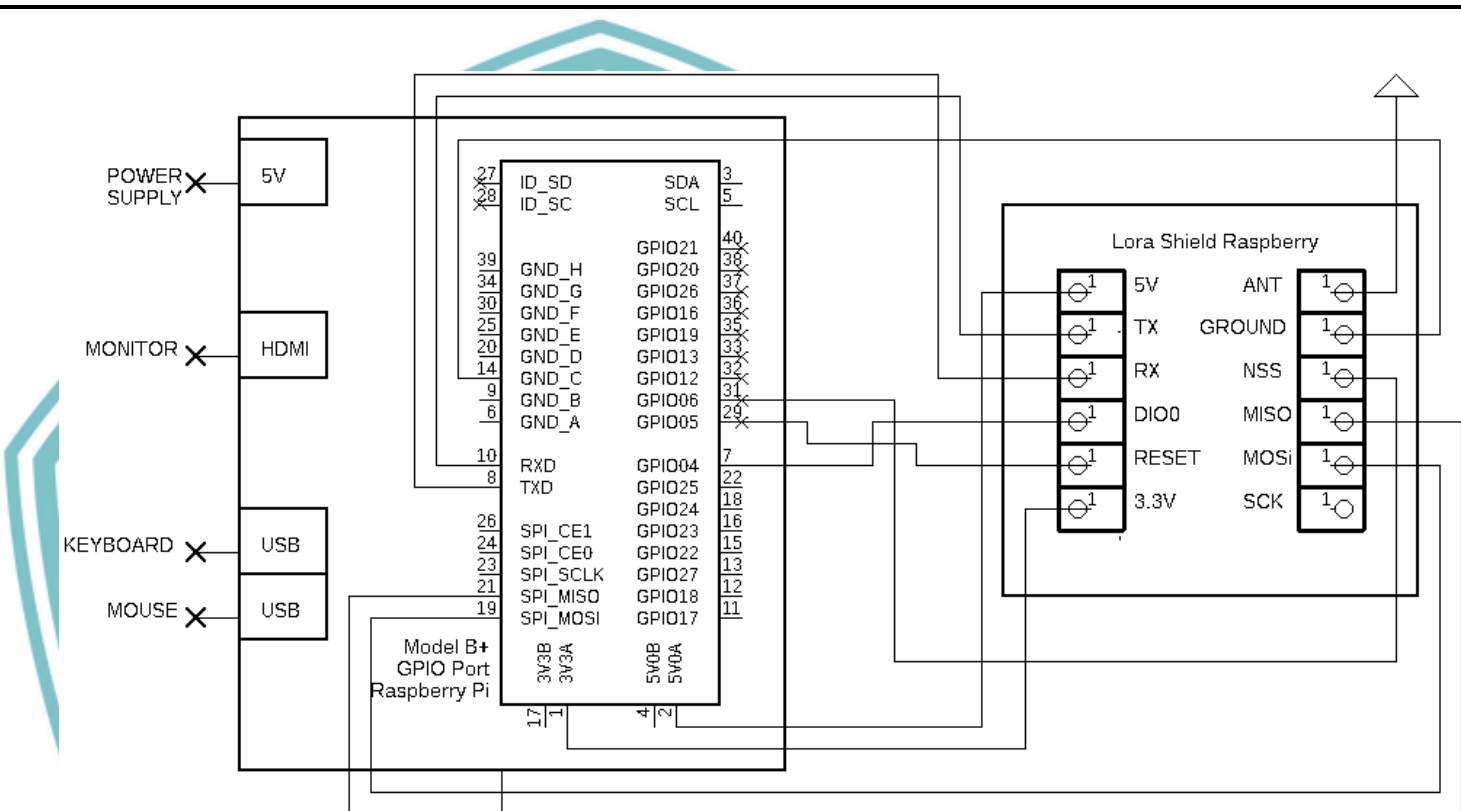 POWER
SUPPLY
5V
MONITOR
HDMI
KEYBOARD
USB
MOUSE
USB
27 ID_SD SDA 3
28 ID_SC SCL 5
GPIO21 40
39 GND_H GPIO20 38
34 GND_G GPIO26 37
30 GND_F GPIO16 36
25 GND_E GPIO19 35
20 GND_D GPIO13 33
14 GND_C GPIO12 32
9 GND_B GPIO06 31
6 GND_A GPIO05 29
10 RXD GPIO04 7
8 TXD GPIO25 22
GPIO24 18
26 SPI_CE1 GPIO23 16
24 SPI_CE0 GPIO22 15
23 SPI_SCLK GPIO27 13
21 SPI_MISO GPIO18 12
19 SPI_MOSI GPIO17 11
3V3B 3V3A 5V0B 5V0A
17 1 4 2
Model B+
GPIO Port
Raspberry Pi
Lora Shield Raspberry
1 5V ANT 1
1 TX GROUND 1
1 RX NSS 1
1 DIO0 MISO 1
1 RESET MOSi 1
1 3.3V SCK 1